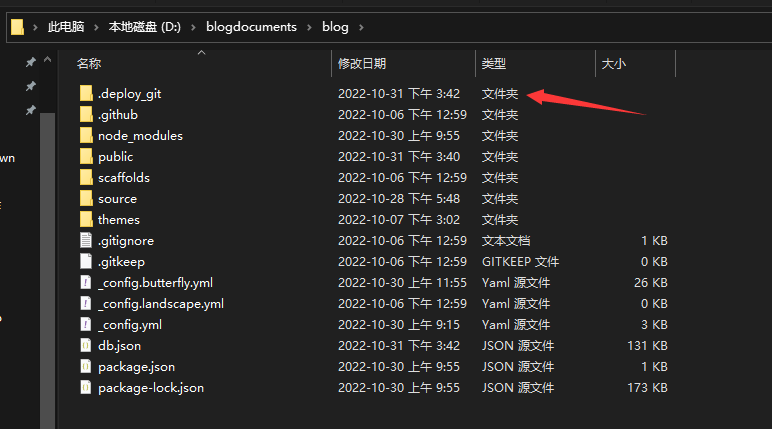 此电脑 > 本地磁盘 (D:) > blogdocuments > blog >
名称 修改日期 类型 大小
.deploy_git 2022-10-31 下午 3:42 文件夹
.github 2022-10-06 下午 12:59 文件夹
node_modules 2022-10-30 上午 9:55 文件夹
public 2022-10-31 下午 3:40 文件夹
scaffolds 2022-10-06 下午 12:59 文件夹
source 2022-10-28 下午 5:48 文件夹
themes 2022-10-07 下午 3:02 文件夹
.gitignore 2022-10-06 下午 12:59 文本文档 1 KB
.gitkeep 2022-10-06 下午 12:59 GITKEEP 文件 0 KB
_config.butterfly.yml 2022-10-30 上午 11:55 Yaml 源文件 26 KB
_config.landscape.yml 2022-10-06 下午 12:59 Yaml 源文件 0 KB
_config.yml 2022-10-30 上午 9:15 Yaml 源文件 3 KB
db.json 2022-10-31 下午 3:42 JSON 源文件 131 KB
package.json 2022-10-30 上午 9:55 JSON 源文件 1 KB
package-lock.json 2022-10-30 上午 9:55 JSON 源文件 173 KB
wn